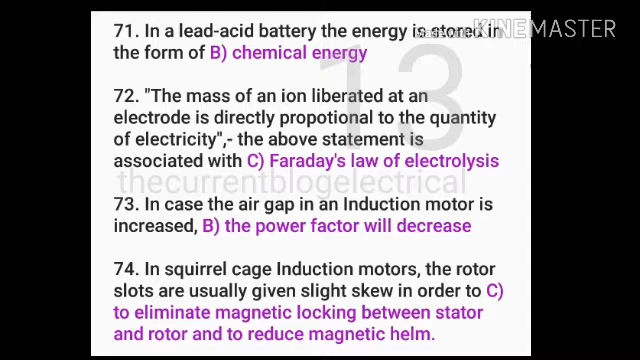 Made with KINEMASTER
71. In a lead-acid battery the energy is stored in
the form of B) chemical energy
13
72. "The mass of an ion liberated at an
electrode is directly propotional to the quantity
of electricity",- the above statement is
associated with C) Faraday's law of electrolysis
thecurrentblogelectrical
73. In case the air gap in an Induction motor is
increased, B) the power factor will decrease
74. In squirrel cage Induction motors, the rotor
slots are usually given slight skew in order to C)
to eliminate magnetic locking between stator
and rotor and to reduce magnetic helm.